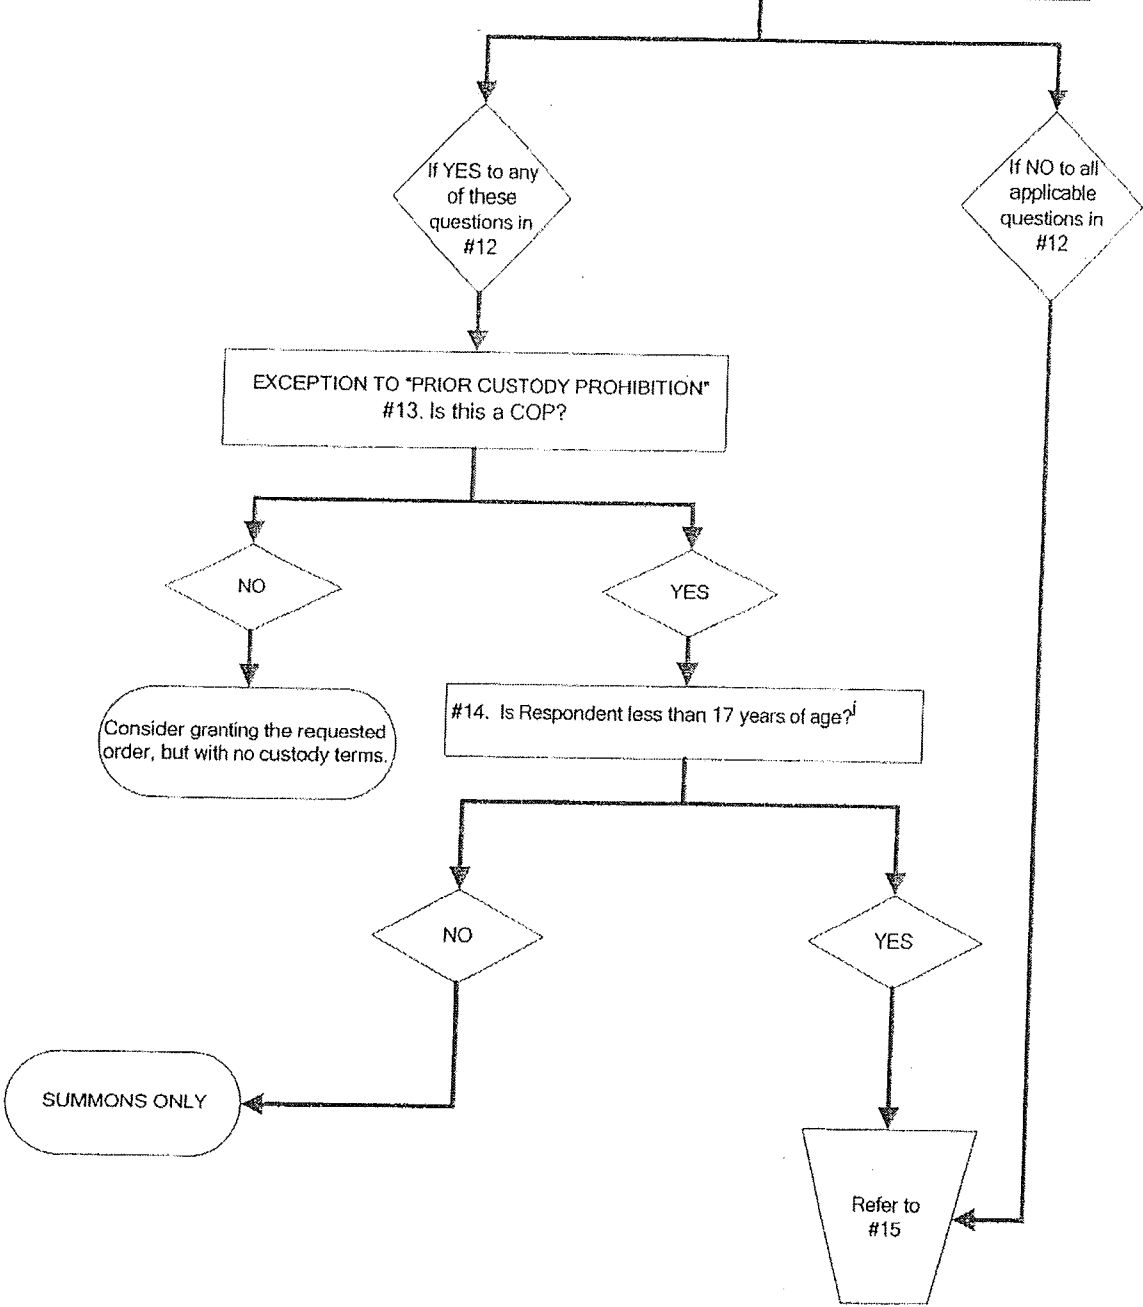 If YES to any
of these
questions in
#12
If NO to all
applicable
questions in
#12
EXCEPTION TO "PRIOR CUSTODY PROHIBITION"
#13. Is this a COP?
NO
YES
Consider granting the requested
order, but with no custody terms.
#14. Is Respondent less than 17 years of age?j
NO
YES
SUMMONS ONLY
Refer to
#15